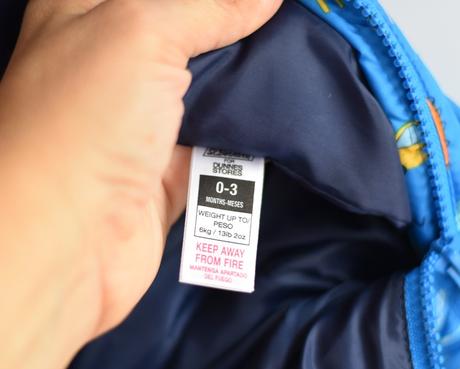 FOR
DUNNES
STORES
0-3
MONTHS-MESES
WEIGHT UP TO/
PESO
6kg / 13lb 2oz
KEEP AWAY
FROM FIRE
MANTENGA APARTADO
DEL FUEGO